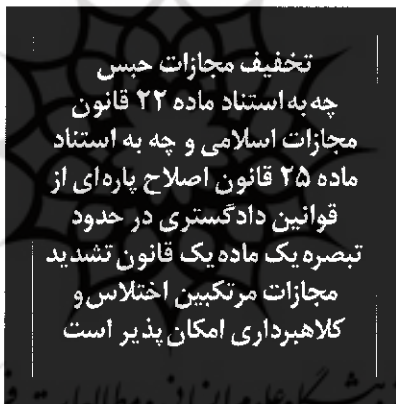 تخفیف مجازات حبس
چه به استناد ماده ۲۲ قانون
مجازات اسلامی و چه به استناد
ماده ۲۵ قانون اصلاح پاره‌ای از
قوانین دادگستری در حدود
تبصره یک ماده یک قانون تشدید
مجازات مرتکبین اختلاس و
کلاهبرداری امکان پذیر است